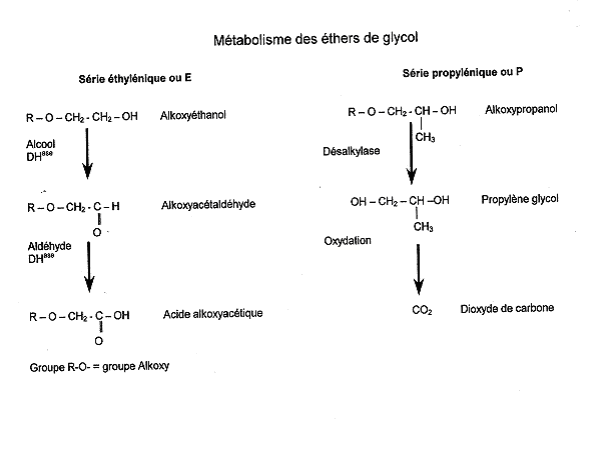 Métabolisme des éthers de glycol
Série éthylénique ou E
R – O – CH₂ - CH₂ – OH Alkoxyéthanol
Alcool
DHᵃˢᵉ
R – O – CH₂ - C – H Alkoxyacétaldéhyde
O
Aldéhyde
DHᵃˢᵉ
R – O – CH₂ - C – OH Acide alkoxyacétique
O
Groupe R-O- = groupe Alkoxy
Série propylénique ou P
R – O – CH₂ - CH – OH Alkoxypropanol
CH₃
Désalkylase
OH – CH₂ – CH –OH Propylène glycol
CH₃
Oxydation
CO₂ Dioxyde de carbone